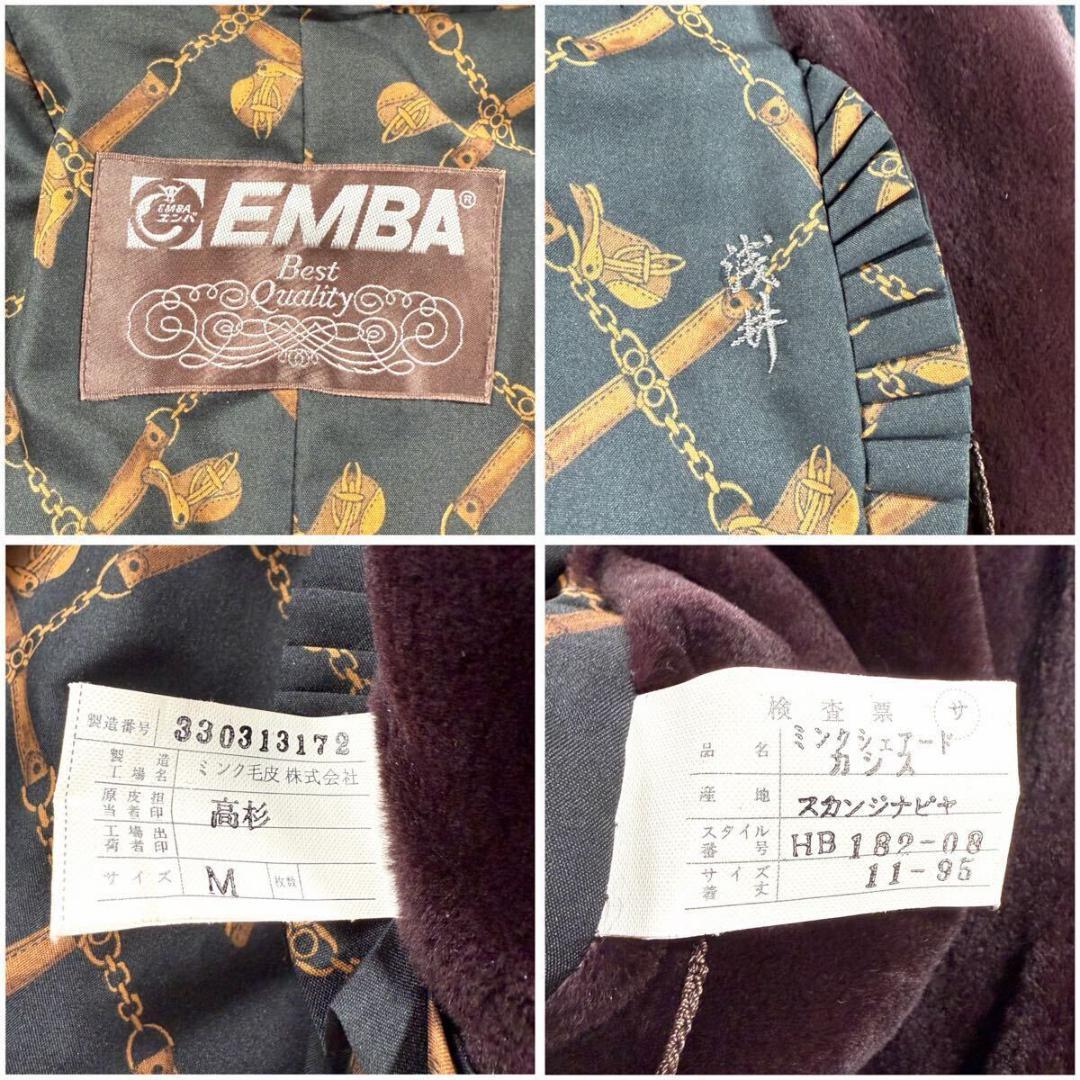 EMBA®
EMBA
エンバ
Best
Quality
浅井
製造番号 330313172
製造工場名 ミンク毛皮株式会社
原皮担当者印 高杉
工場出荷者印
サイズ M 枚数
検査票 サ
品名 ミンクシェアード
カシス
産地 スカンジナビヤ
スタイル番号 HB 182-08
サイズ着丈 11-95